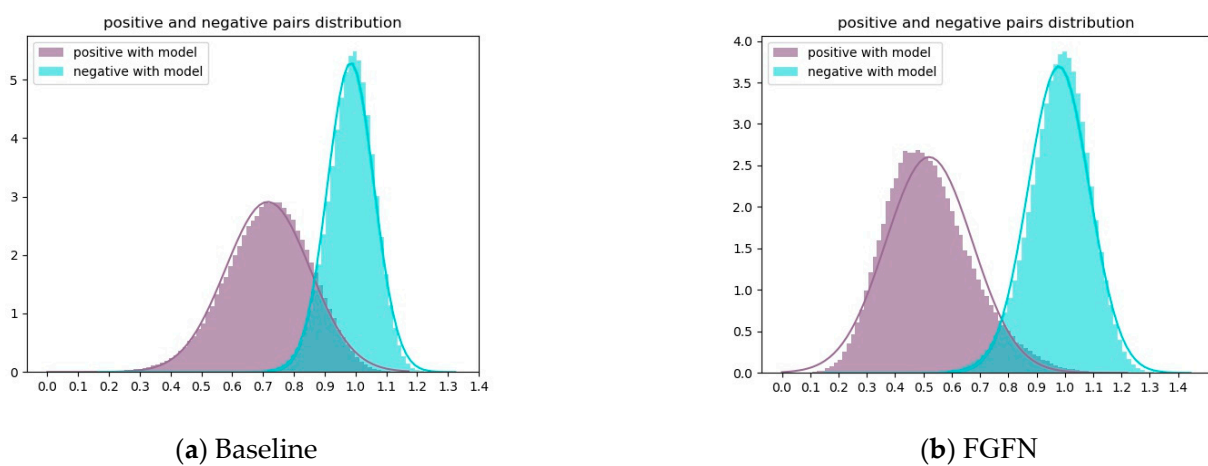 positive and negative pairs distribution
positive with model
negative with model
5
4
3
2
1
0
0.0 0.1 0.2 0.3 0.4 0.5 0.6 0.7 0.8 0.9 1.0 1.1 1.2 1.3 1.4
(a) Baseline
positive and negative pairs distribution
positive with model
negative with model
4.0
3.5
3.0
2.5
2.0
1.5
1.0
0.5
0.0
0.0 0.1 0.2 0.3 0.4 0.5 0.6 0.7 0.8 0.9 1.0 1.1 1.2 1.3 1.4
(b) FGFN